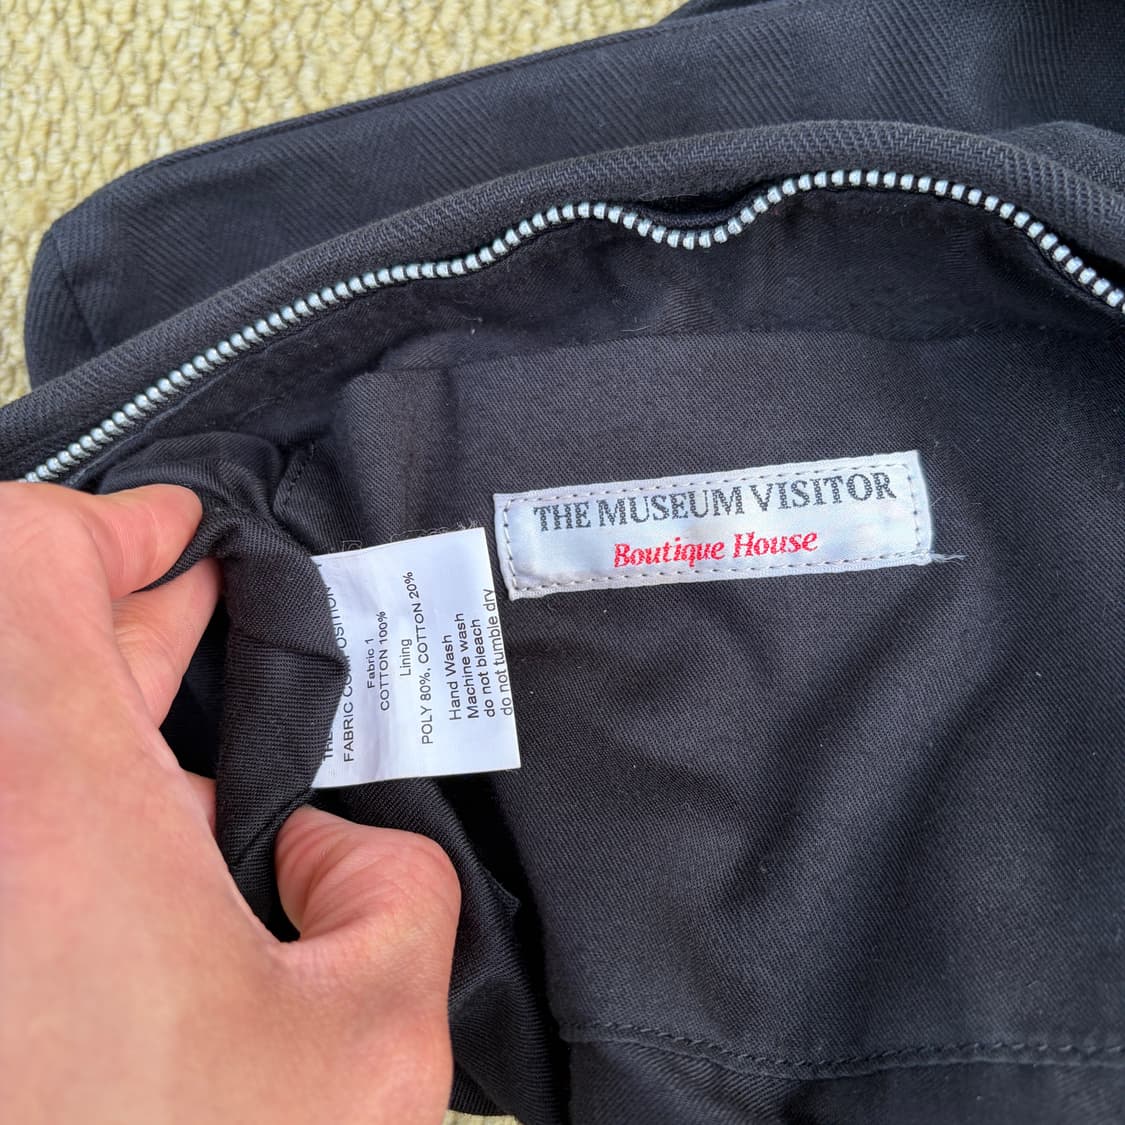 THE MUSEUM VISITOR
Boutique House
FABRIC COMPOSITION
Fabric 1
COTTON 100%
Lining
POLY 80%, COTTON 20%
Hand Wash
Machine wash
do not bleach
do not tumble dry